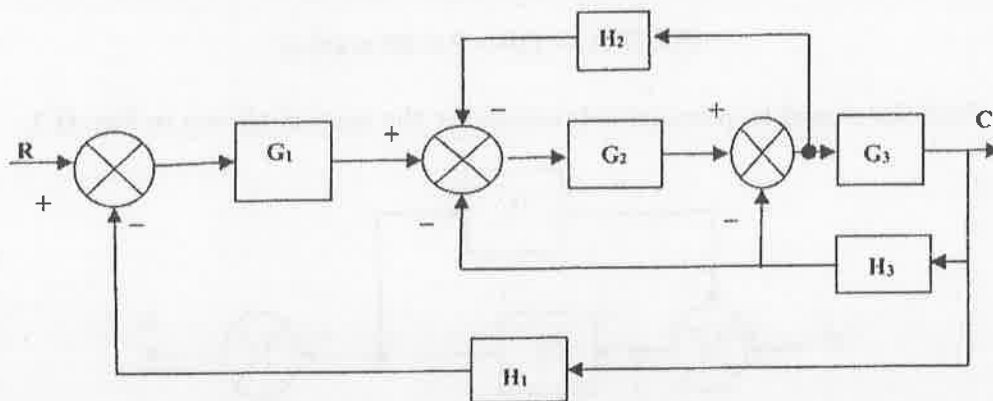 H₂
−
+
+
C
R
G₁
G₂
G₃
+
−
−
−
H₃
H₁